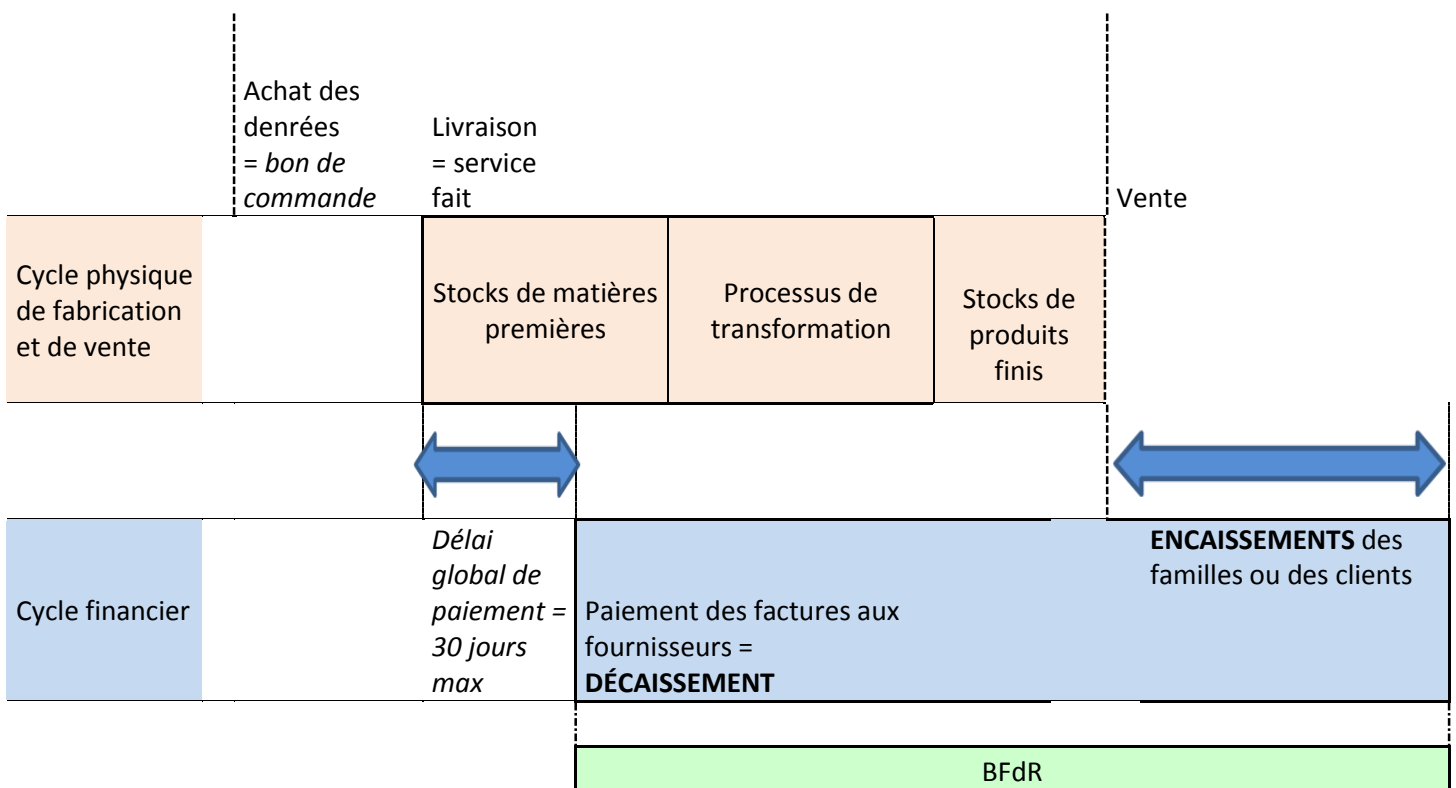 Achat des
denrées
= bon de
commande
Livraison
= service
fait
Vente
Cycle physique
de fabrication
et de vente
Stocks de matières
premières
Processus de
transformation
Stocks de
produits
finis
Cycle financier
Délai
global de
paiement =
30 jours
max
Paiement des factures aux
fournisseurs =
DÉCAISSEMENT
ENCAISSEMENTS des
familles ou des clients
BFdR